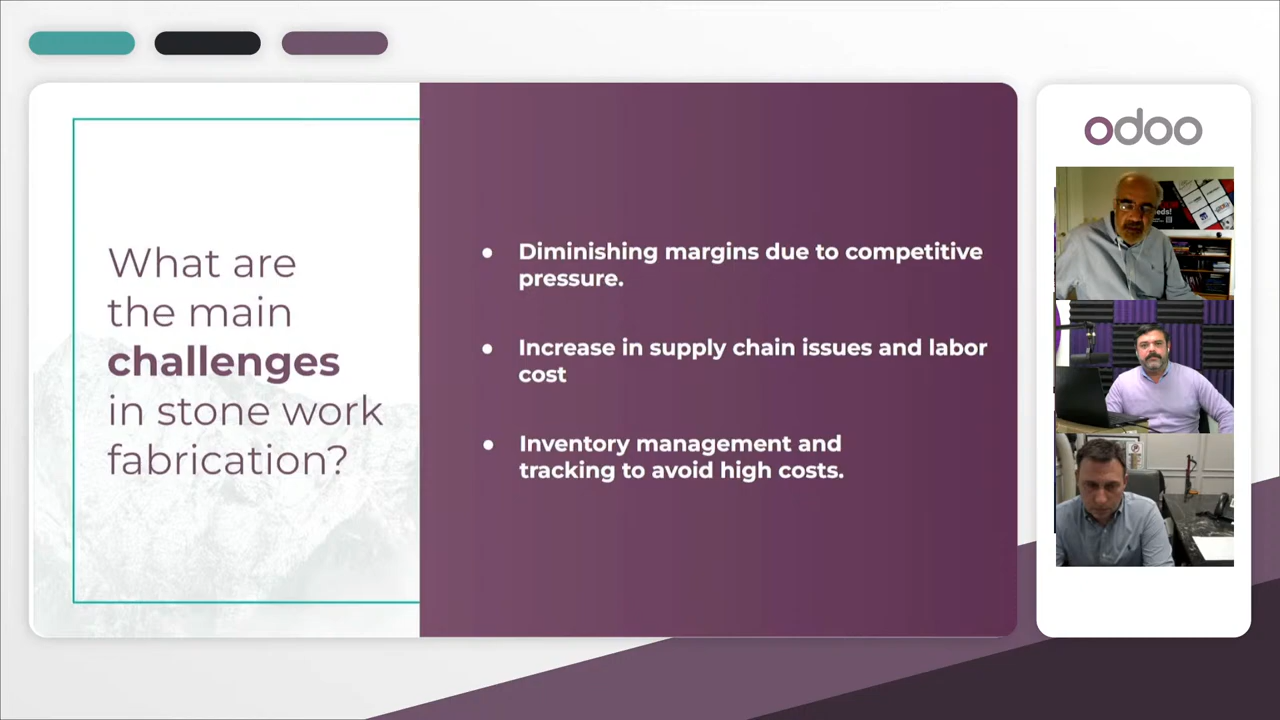 What are
the main
challenges
in stone work
fabrication?
● Diminishing margins due to competitive
pressure.
● Increase in supply chain issues and labor
cost
● Inventory management and
tracking to avoid high costs.
odoo